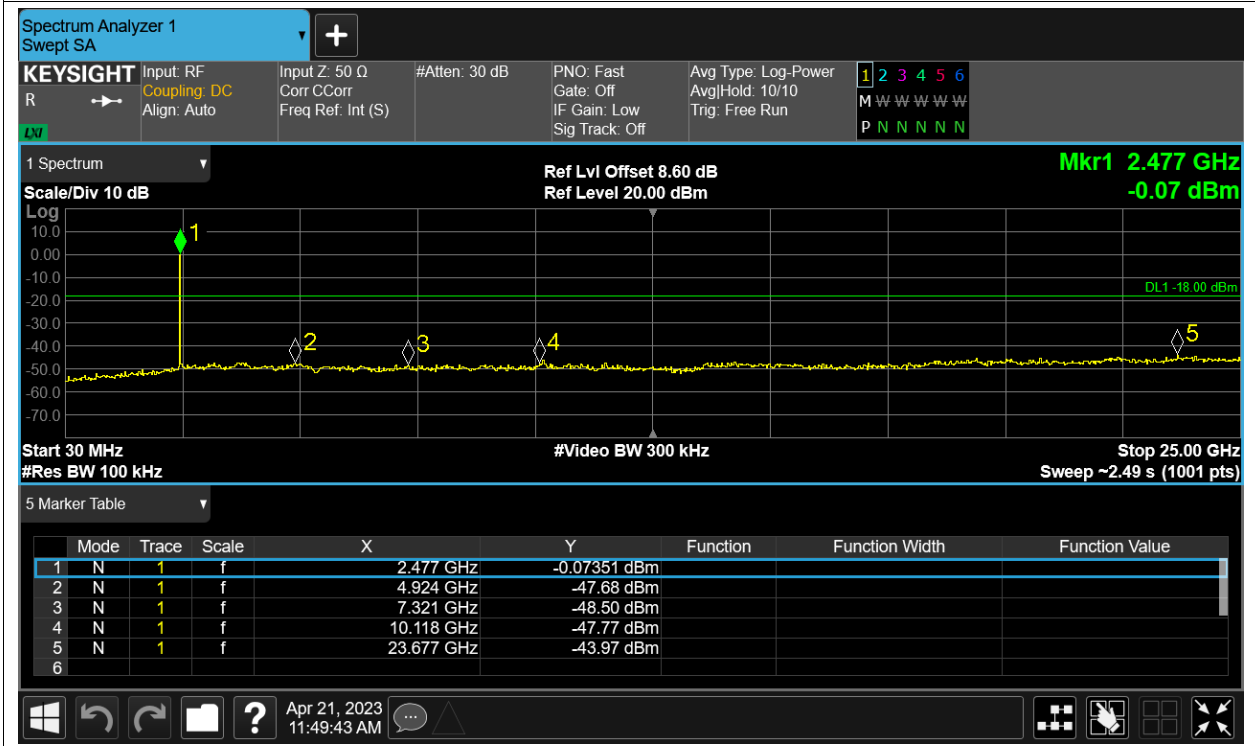 Spectrum Analyzer 1
Swept SA
KEYSIGHT
R
LXI
Input: RF
Coupling: DC
Align: Auto
Input Z: 50 Ω
Corr CCorr
Freq Ref: Int (S)
#Atten: 30 dB
PNO: Fast
Gate: Off
IF Gain: Low
Sig Track: Off
Avg Type: Log-Power
Avg|Hold: 10/10
Trig: Free Run
1 2 3 4 5 6
M W W W W W
P N N N N N
1 Spectrum
Scale/Div 10 dB
Ref Lvl Offset 8.60 dB
Ref Level 20.00 dBm
Mkr1 2.477 GHz
-0.07 dBm
Log
10.0
0.00
-10.0
-20.0
-30.0
-40.0
-50.0
-60.0
-70.0
1
2
3
4
5
DL1 -18.00 dBm
Start 30 MHz
#Res BW 100 kHz
#Video BW 300 kHz
Stop 25.00 GHz
Sweep ~2.49 s (1001 pts)
5 Marker Table
Mode Trace Scale X Y Function Function Width Function Value
1 N 1 f 2.477 GHz -0.07351 dBm
2 N 1 f 4.924 GHz -47.68 dBm
3 N 1 f 7.321 GHz -48.50 dBm
4 N 1 f 10.118 GHz -47.77 dBm
5 N 1 f 23.677 GHz -43.97 dBm
6
?
Apr 21, 2023
11:49:43 AM